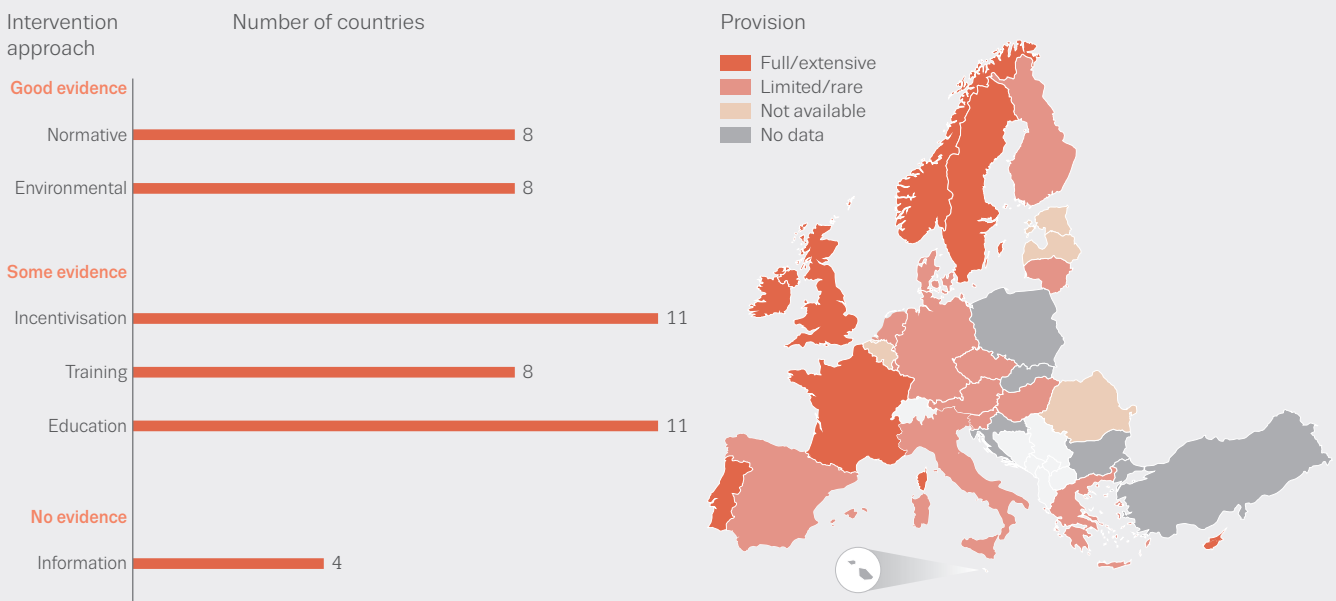 Intervention
approach
Number of countries
Good evidence
Normative 8
Environmental 8
Some evidence
Incentivisation 11
Training 8
Education 11
No evidence
Information 4
Provision
Full/extensive
Limited/rare
Not available
No data